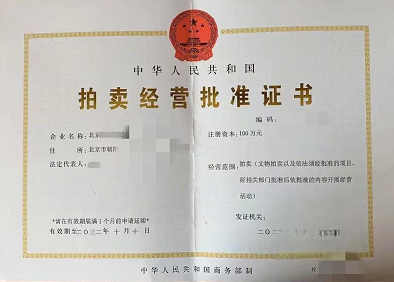 中华人民共和国
拍卖经营批准证书
编码:
企业名称:北京
注册资本:100万元
住所:北京市朝阳
法定代表人:
经营范围:拍卖(文物拍卖以及依法须经批准的项目,
经相关部门批准后依批准的内容开展经营
活动)
*请在有效期届满1个月前申请延续*
发证机关:
有效期至二〇三二年十月十日
二〇二
中华人民共和国商务部制
N